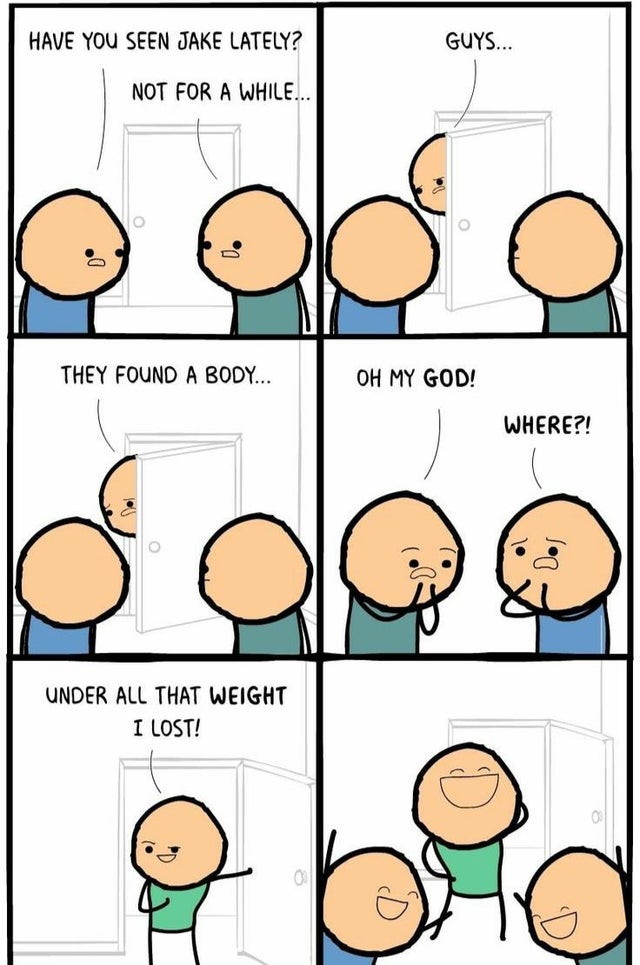 HAVE YOU SEEN JAKE LATELY?
NOT FOR A WHILE...
GUYS...
THEY FOUND A BODY...
OH MY GOD!
WHERE?!
UNDER ALL THAT WEIGHT
I LOST!